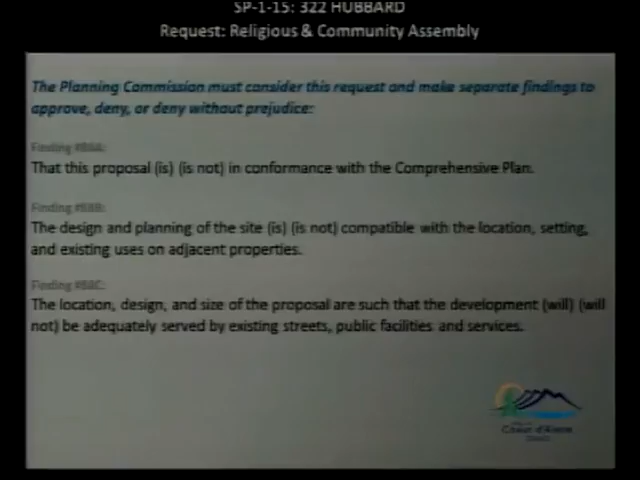 SP-1-15: 322 HUBBARD
Request: Religious & Community Assembly
The Planning Commission must consider this request and make separate findings to
approve, deny, or deny without prejudice:
Finding #B8A:
That this proposal (is) (is not) in conformance with the Comprehensive Plan.
Finding #B8B:
The design and planning of the site (is) (is not) compatible with the location, setting,
and existing uses on adjacent properties.
Finding #B8C:
The location, design, and size of the proposal are such that the development (will) (will
not) be adequately served by existing streets, public facilities and services.
Coeur d'Alene